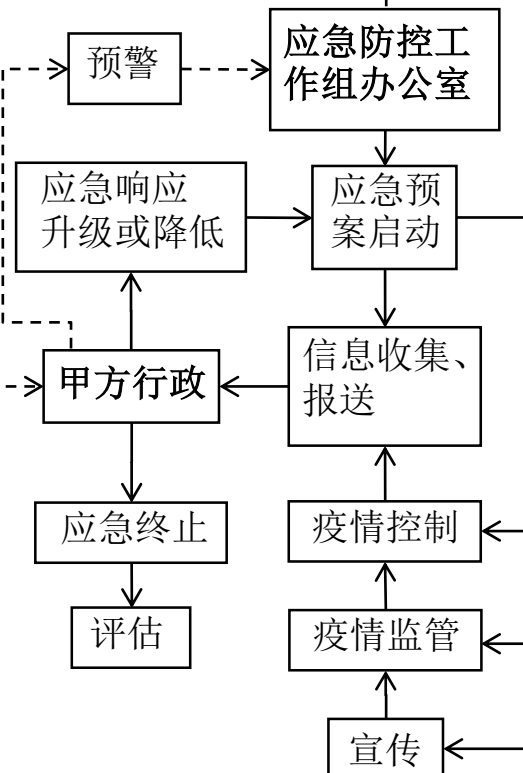 预警
应急防控工
作组办公室
应急响应
升级或降低
应急预
案启动
甲方行政
信息收集、
报送
应急终止
疫情控制
评估
疫情监管
宣传